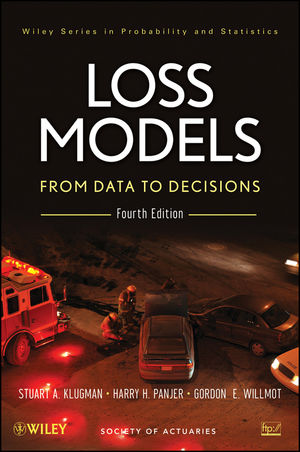 Wiley Series in Probability and Statistics
LOSS
MODELS
FROM DATA TO DECISIONS
Fourth Edition
STUART A. KLUGMAN • HARRY H. PANJER • GORDON E. WILLMOT
WILEY
SOCIETY OF ACTUARIES
ftp